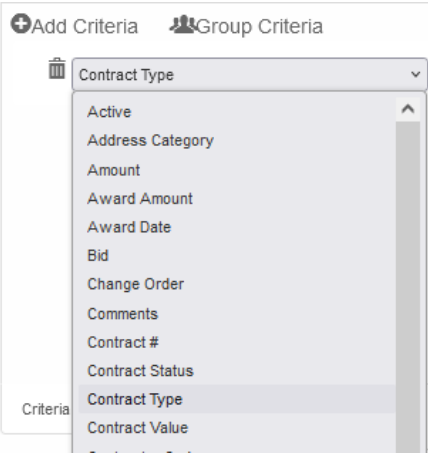 Add Criteria Group Criteria
Contract Type
Active
Address Category
Amount
Award Amount
Award Date
Bid
Change Order
Comments
Contract #
Contract Status
Contract Type
Criteria
Contract Value